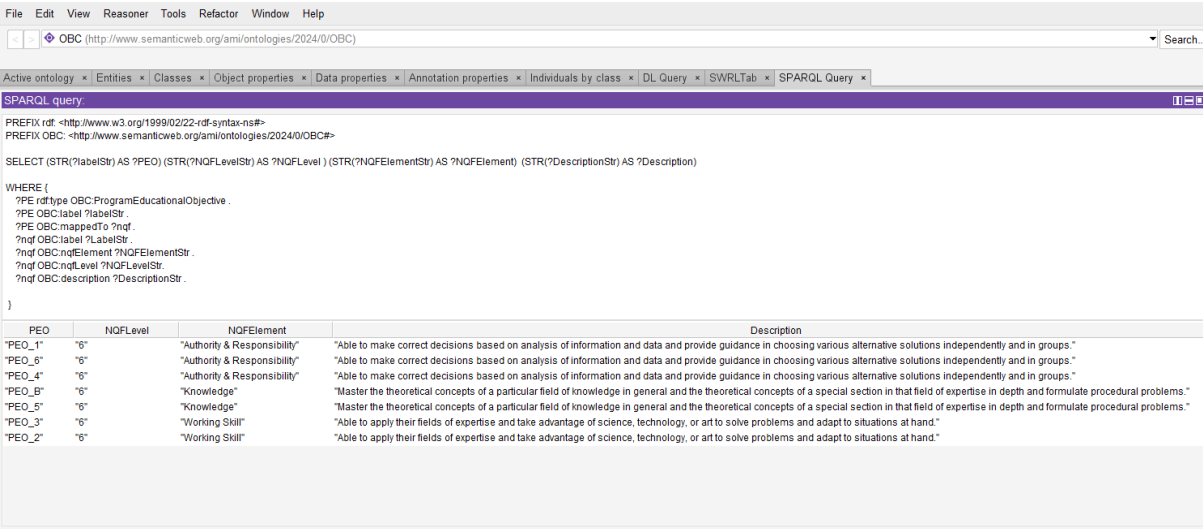 File Edit View Reasoner Tools Refactor Window Help
< > OBC (http://www.semanticweb.org/ami/ontologies/2024/0/OBC) Search...
Active ontology × Entities × Classes × Object properties × Data properties × Annotation properties × Individuals by class × DL Query × SWRLTab × SPARQL Query ×
SPARQL query:
PREFIX rdf: <http://www.w3.org/1999/02/22-rdf-syntax-ns#>
PREFIX OBC: <http://www.semanticweb.org/ami/ontologies/2024/0/OBC#>
SELECT (STR(?labelStr) AS ?PEO) (STR(?NQFLevelStr) AS ?NQFLevel ) (STR(?NQFElementStr) AS ?NQFElement) (STR(?DescriptionStr) AS ?Description)
WHERE {
?PE rdf:type OBC:ProgramEducationalObjective .
?PE OBC:label ?labelStr .
?PE OBC:mappedTo ?nqf .
?nqf OBC:label ?LabelStr .
?nqf OBC:nqfElement ?NQFElementStr .
?nqf OBC:nqfLevel ?NQFLevelStr.
?nqf OBC:description ?DescriptionStr .
}
PEO NQFLevel NQFElement Description
"PEO_1" "6" "Authority & Responsibility" "Able to make correct decisions based on analysis of information and data and provide guidance in choosing various alternative solutions independently and in groups."
"PEO_6" "6" "Authority & Responsibility" "Able to make correct decisions based on analysis of information and data and provide guidance in choosing various alternative solutions independently and in groups."
"PEO_4" "6" "Authority & Responsibility" "Able to make correct decisions based on analysis of information and data and provide guidance in choosing various alternative solutions independently and in groups."
"PEO_B" "6" "Knowledge" "Master the theoretical concepts of a particular field of knowledge in general and the theoretical concepts of a special section in that field of expertise in depth and formulate procedural problems."
"PEO_5" "6" "Knowledge" "Master the theoretical concepts of a particular field of knowledge in general and the theoretical concepts of a special section in that field of expertise in depth and formulate procedural problems."
"PEO_3" "6" "Working Skill" "Able to apply their fields of expertise and take advantage of science, technology, or art to solve problems and adapt to situations at hand."
"PEO_2" "6" "Working Skill" "Able to apply their fields of expertise and take advantage of science, technology, or art to solve problems and adapt to situations at hand."